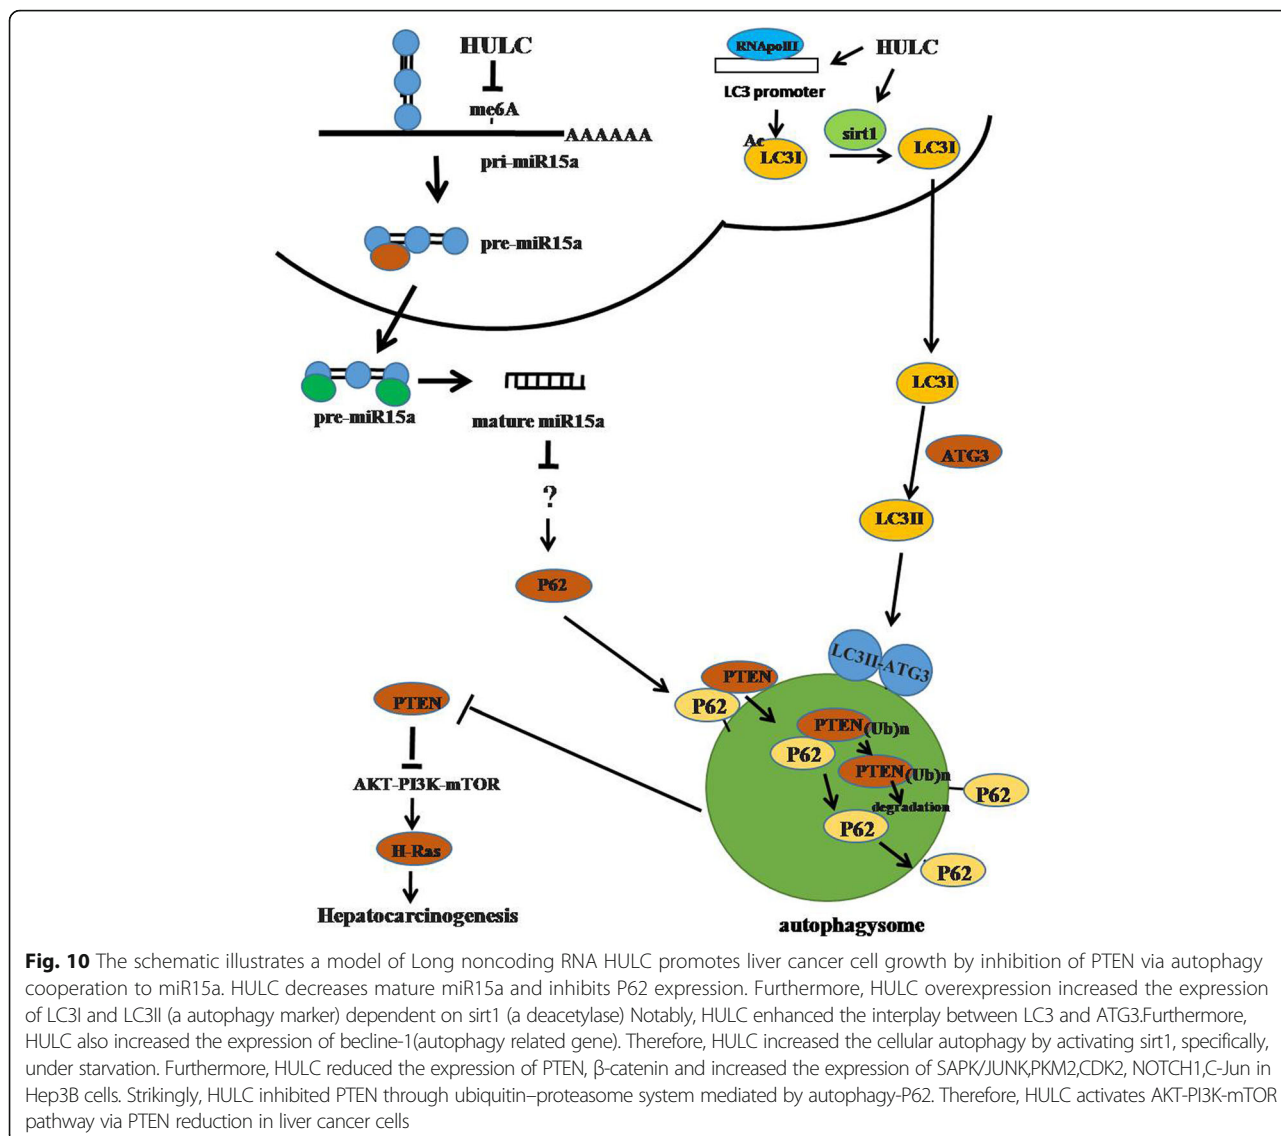 HULC
me6A
AAAAAA
pri-miR15a
pre-miR15a
pre-miR15a
mature miR15a
?
P62
RNApolII
HULC
LC3 promoter
sirt1
Ac
LC3I
LC3I
LC3I
ATG3
LC3II
LC3II-ATG3
PTEN
P62
PTEN(Ub)n
P62
PTEN(Ub)n
degradation
P62
P62
P62
autophagysome
PTEN
AKT-PI3K-mTOR
H-Ras
Hepatocarcinogenesis
Fig. 10 The schematic illustrates a model of Long noncoding RNA HULC promotes liver cancer cell growth by inhibition of PTEN via autophagy
cooperation to miR15a. HULC decreases mature miR15a and inhibits P62 expression. Furthermore, HULC overexpression increased the expression
of LC3I and LC3II (a autophagy marker) dependent on sirt1 (a deacetylase) Notably, HULC enhanced the interplay between LC3 and ATG3.Furthermore,
HULC also increased the expression of becline-1(autophagy related gene). Therefore, HULC increased the cellular autophagy by activating sirt1, specifically,
under starvation. Furthermore, HULC reduced the expression of PTEN, β-catenin and increased the expression of SAPK/JUNK,PKM2,CDK2, NOTCH1,C-Jun in
Hep3B cells. Strikingly, HULC inhibited PTEN through ubiquitin–proteasome system mediated by autophagy-P62. Therefore, HULC activates AKT-PI3K-mTOR
pathway via PTEN reduction in liver cancer cells